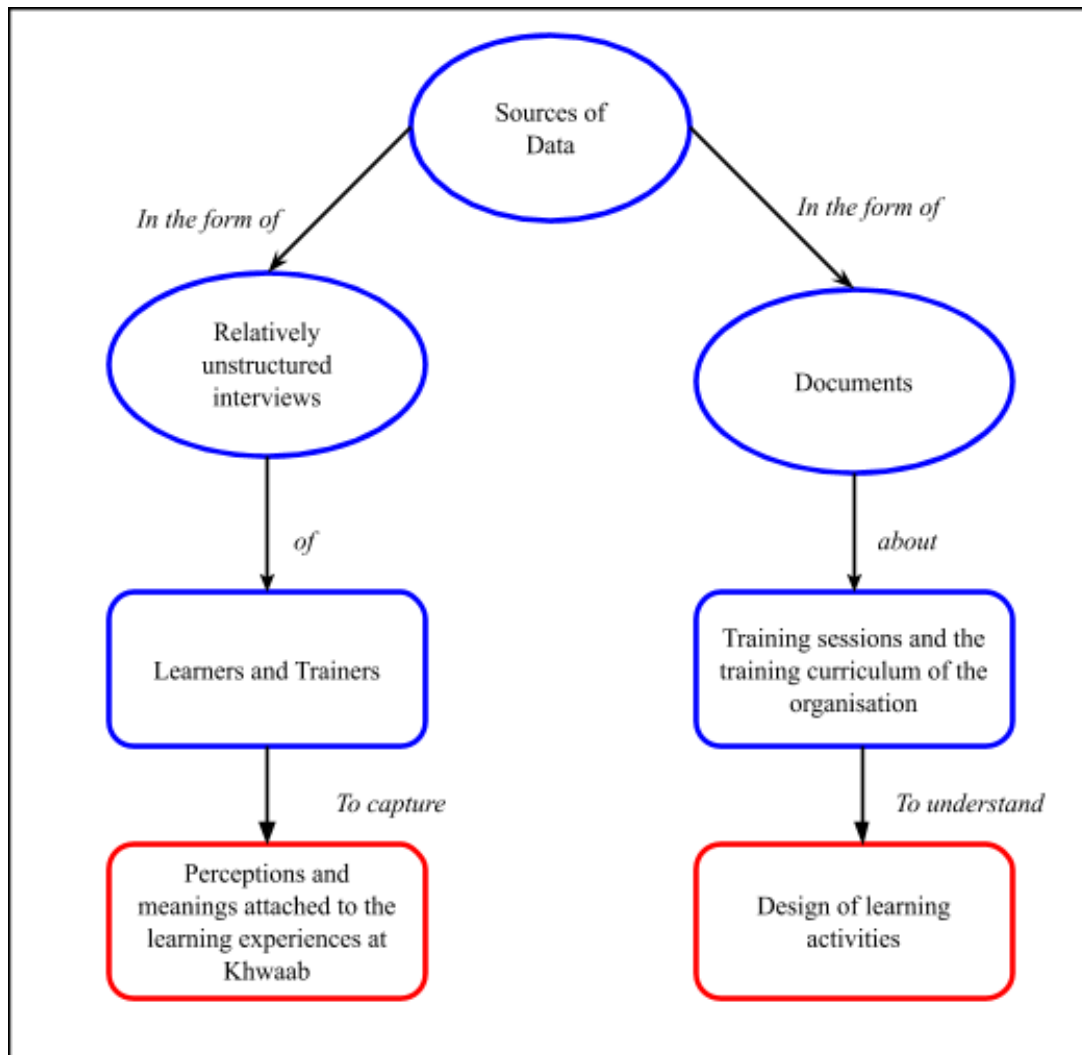 Sources of
Data
In the form of
In the form of
Relatively
unstructured
interviews
Documents
of
about
Learners and Trainers
Training sessions and the
training curriculum of the
organisation
To capture
To understand
Perceptions and
meanings attached to the
learning experiences at
Khwaab
Design of learning
activities